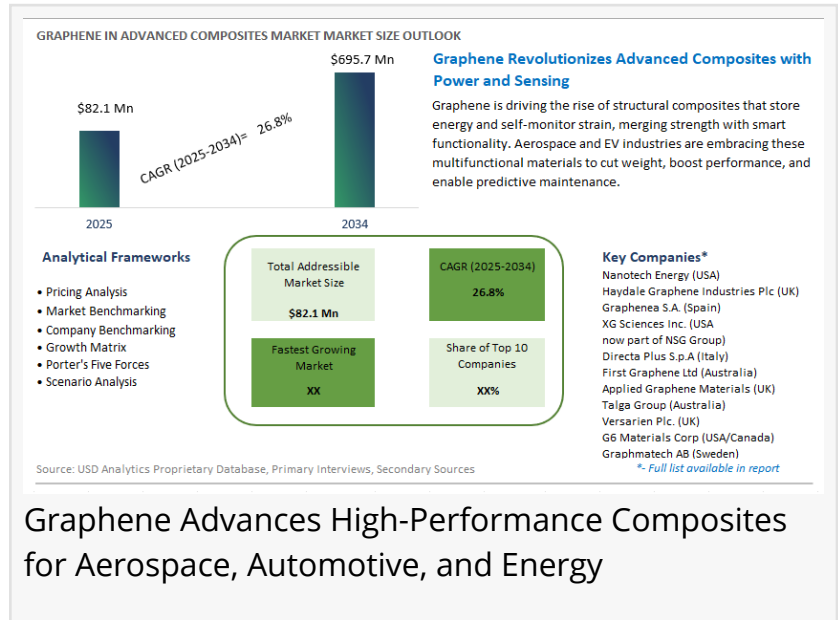 GRAPHENE IN ADVANCED COMPOSITES MARKET MARKET SIZE OUTLOOK
$82.1 Mn
$695.7 Mn
CAGR (2025-2034)= 26.8%
2025
2034
Graphene Revolutionizes Advanced Composites with
Power and Sensing
Graphene is driving the rise of structural composites that store
energy and self-monitor strain, merging strength with smart
functionality. Aerospace and EV industries are embracing these
multifunctional materials to cut weight, boost performance, and
enable predictive maintenance.
Analytical Frameworks
• Pricing Analysis
• Market Benchmarking
• Company Benchmarking
• Growth Matrix
• Porter's Five Forces
• Scenario Analysis
Total Addressable
Market Size
$82.1 Mn
CAGR (2025-2034)
26.8%
Fastest Growing
Market
XX
Share of Top 10
Companies
XX%
Key Companies*
Nanotech Energy (USA)
Haydale Graphene Industries Plc (UK)
Graphenea S.A. (Spain)
XG Sciences Inc. (USA
now part of NSG Group)
Directa Plus S.p.A (Italy)
First Graphene Ltd (Australia)
Applied Graphene Materials (UK)
Talga Group (Australia)
Versarien Plc. (UK)
G6 Materials Corp (USA/Canada)
Graphmatech AB (Sweden)
*- Full list available in report
Source: USD Analytics Proprietary Database, Primary Interviews, Secondary Sources
Graphene Advances High-Performance Composites
for Aerospace, Automotive, and Energy